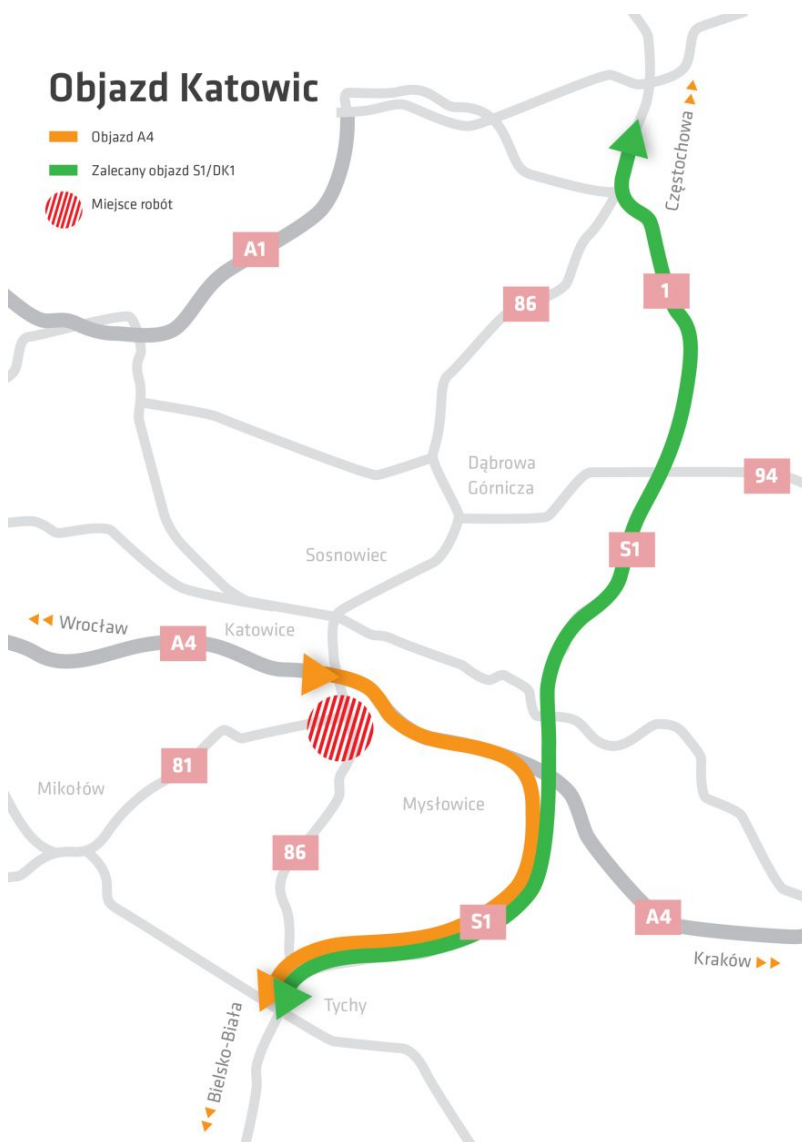 Objazd Katowic
Objazd A4
Zalecany objazd S1/DK1
Miejsce robót
Częstochowa
A1
1
86
Dąbrowa
Górnicza
94
S1
Sosnowiec
Wrocław
Katowice
A4
81
Mikołów
Mysłowice
86
S1
A4
Kraków
Tychy
Bielsko-Biała